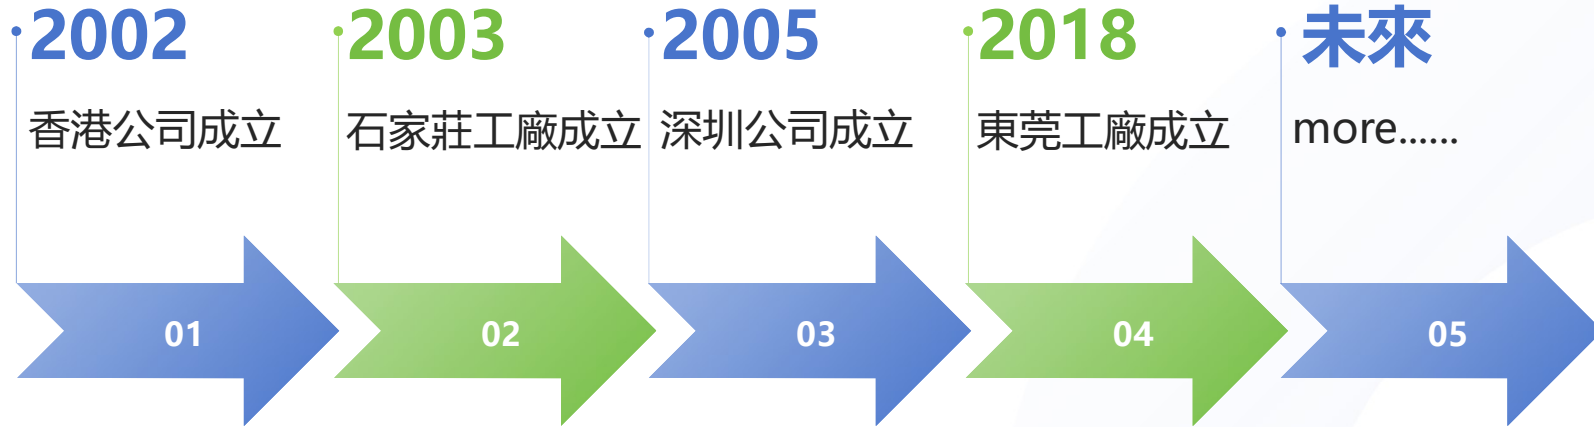 2002
香港公司成立
2003
石家莊工廠成立
2005
深圳公司成立
2018
東莞工廠成立
未來
more......
01
02
03
04
05